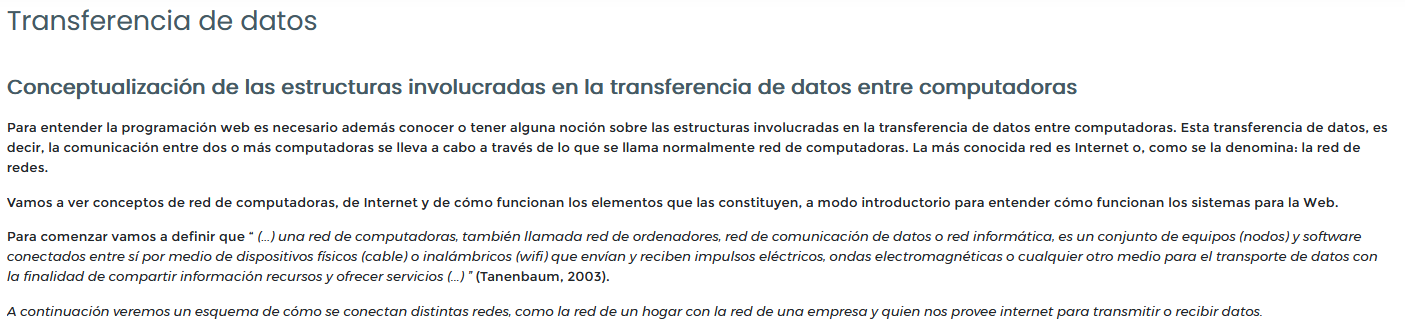 Transferencia de datos
Conceptualización de las estructuras involucradas en la transferencia de datos entre computadoras
Para entender la programación web es necesario además conocer o tener alguna noción sobre las estructuras involucradas en la transferencia de datos entre computadoras. Esta transferencia de datos, es
decir, la comunicación entre dos o más computadoras se lleva a cabo a través de lo que se llama normalmente red de computadoras. La más conocida red es Internet o, como se la denomina: la red de
redes.
Vamos a ver conceptos de red de computadoras, de Internet y de cómo funcionan los elementos que las constituyen, a modo introductorio para entender cómo funcionan los sistemas para la Web.
Para comenzar vamos a definir que “ (...) una red de computadoras, también llamada red de ordenadores, red de comunicación de datos o red informática, es un conjunto de equipos (nodos) y software
conectados entre sí por medio de dispositivos físicos (cable) o inalámbricos (wifi) que envían y reciben impulsos eléctricos, ondas electromagnéticas o cualquier otro medio para el transporte de datos con
la finalidad de compartir información recursos y ofrecer servicios (...) ” (Tanenbaum, 2003).
A continuación veremos un esquema de cómo se conectan distintas redes, como la red de un hogar con la red de una empresa y quien nos provee internet para transmitir o recibir datos.